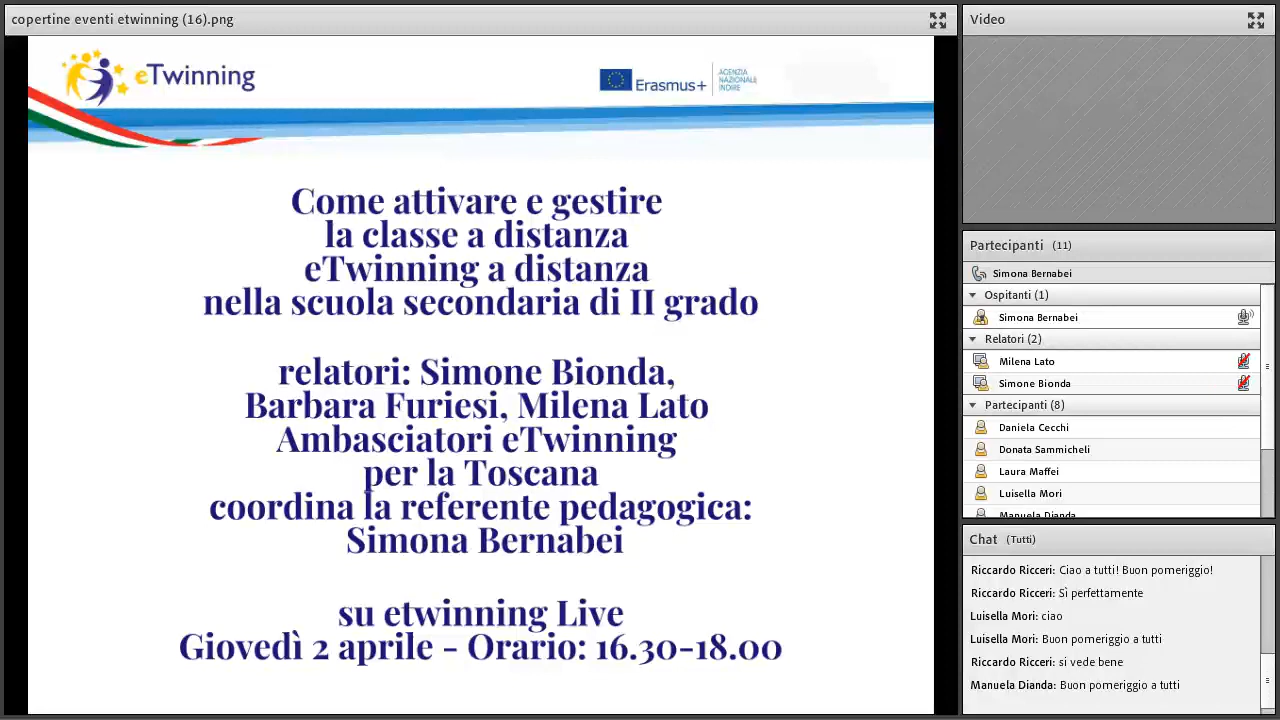 copertine eventi etwinning (16).png
eTwinning
Erasmus+
AGENZIA
NAZIONALE
INDIRE
Come attivare e gestire
la classe a distanza
eTwinning a distanza
nella scuola secondaria di II grado
relatori: Simone Bionda,
Barbara Furiesi, Milena Lato
Ambasciatori eTwinning
per la Toscana
coordina la referente pedagogica:
Simona Bernabei
su etwinning Live
Giovedì 2 aprile - Orario: 16.30-18.00
Video
Partecipanti (11)
Simona Bernabei
Ospitanti (1)
Simona Bernabei
Relatori (2)
Milena Lato
Simone Bionda
Partecipanti (8)
Daniela Cecchi
Donata Sammicheli
Laura Maffei
Luisella Mori
Manuela Dianda
Chat (Tutti)
Riccardo Ricceri: Ciao a tutti! Buon pomeriggio!
Riccardo Ricceri: Sì perfettamente
Luisella Mori: ciao
Luisella Mori: Buon pomeriggio a tutti
Riccardo Ricceri: si vede bene
Manuela Dianda: Buon pomeriggio a tutti